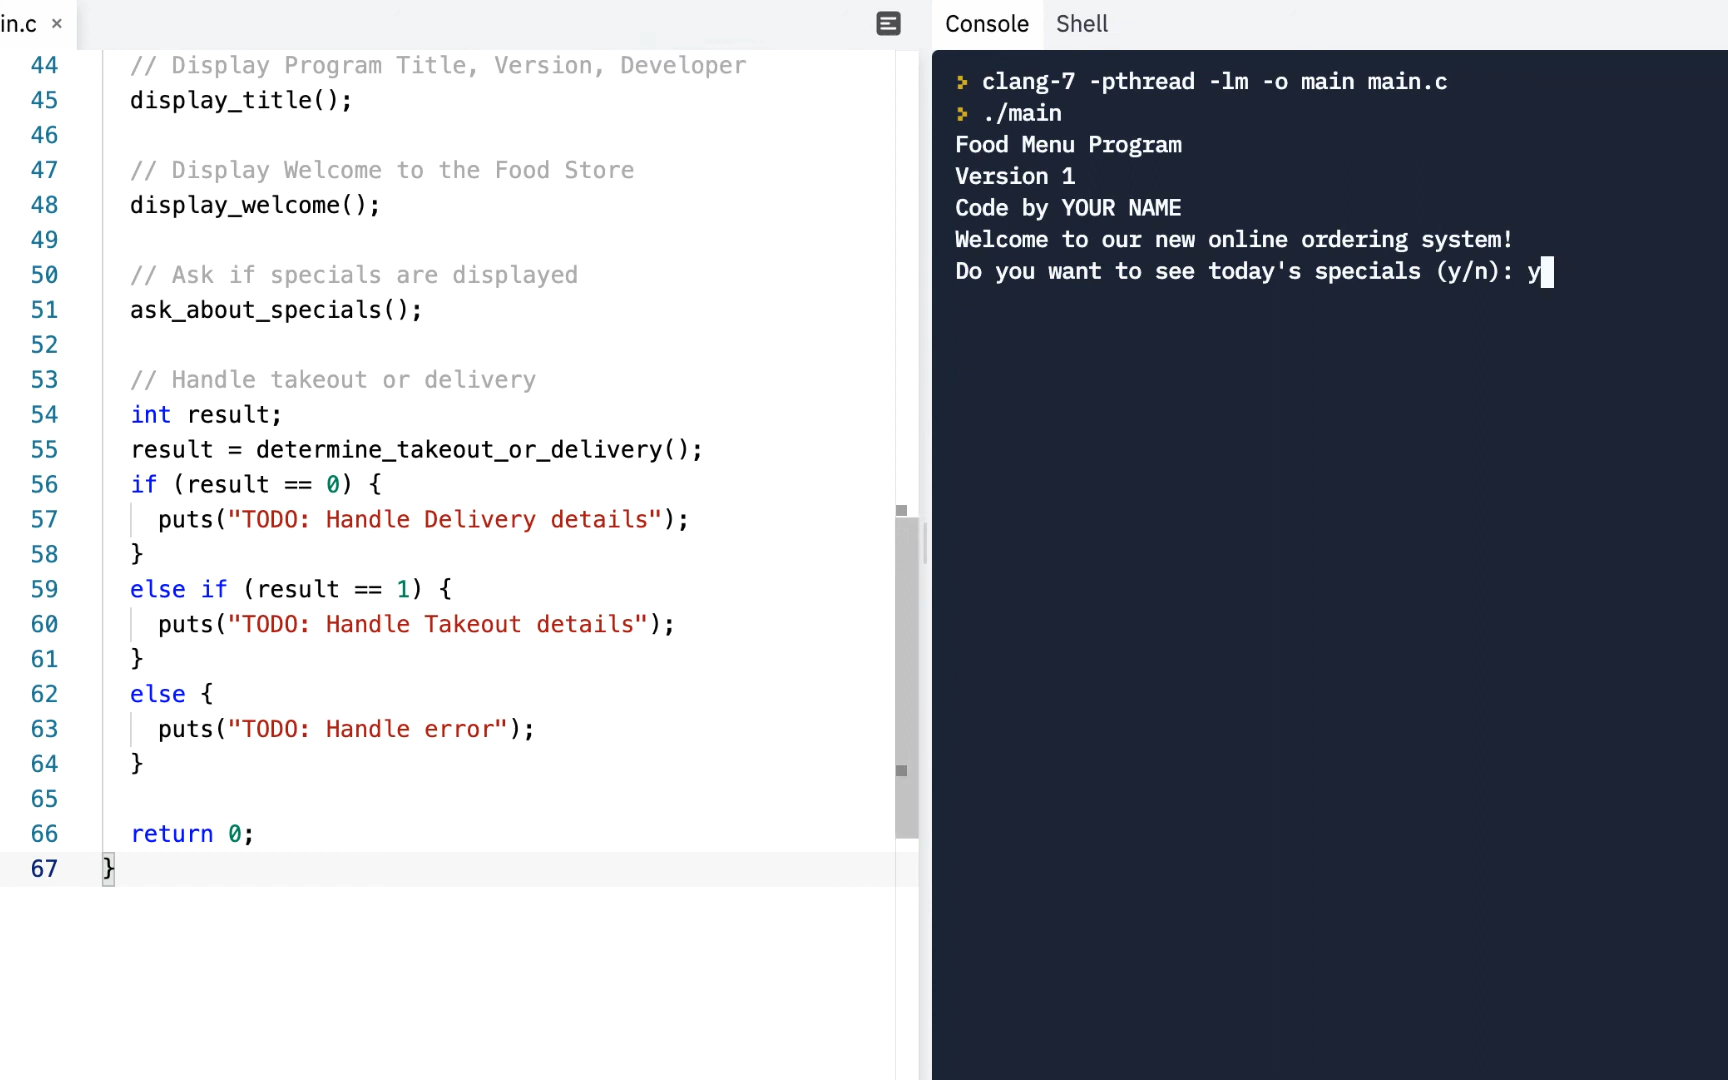 in.c ×
44 // Display Program Title, Version, Developer
45 display_title();
46
47 // Display Welcome to the Food Store
48 display_welcome();
49
50 // Ask if specials are displayed
51 ask_about_specials();
52
53 // Handle takeout or delivery
54 int result;
55 result = determine_takeout_or_delivery();
56 if (result == 0) {
57 puts("TODO: Handle Delivery details");
58 }
59 else if (result == 1) {
60 puts("TODO: Handle Takeout details");
61 }
62 else {
63 puts("TODO: Handle error");
64 }
65
66 return 0;
67 }
Console Shell
> clang-7 -pthread -lm -o main main.c
> ./main
Food Menu Program
Version 1
Code by YOUR NAME
Welcome to our new online ordering system!
Do you want to see today's specials (y/n): y